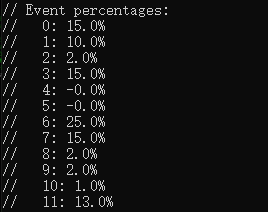 // Event percentages:
//   0: 15.0%
//   1: 10.0%
//   2: 2.0%
//   3: 15.0%
//   4: -0.0%
//   5: -0.0%
//   6: 25.0%
//   7: 15.0%
//   8: 2.0%
//   9: 2.0%
//   10: 1.0%
//   11: 13.0%